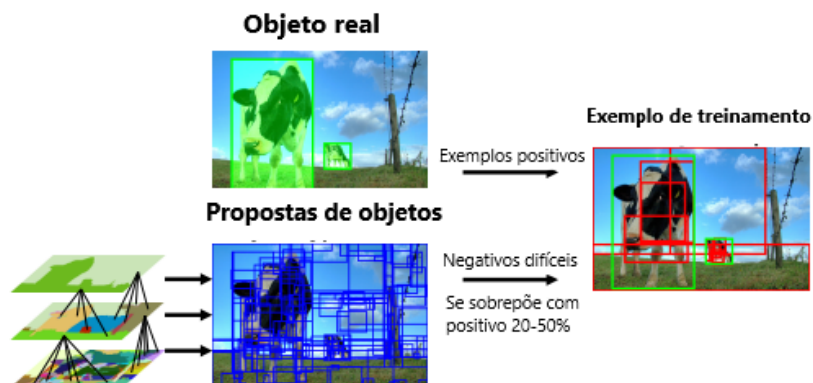 Objeto real
Exemplos positivos
Exemplo de treinamento
Propostas de objetos
Negativos difíceis
Se sobrepõe com
positivo 20-50%